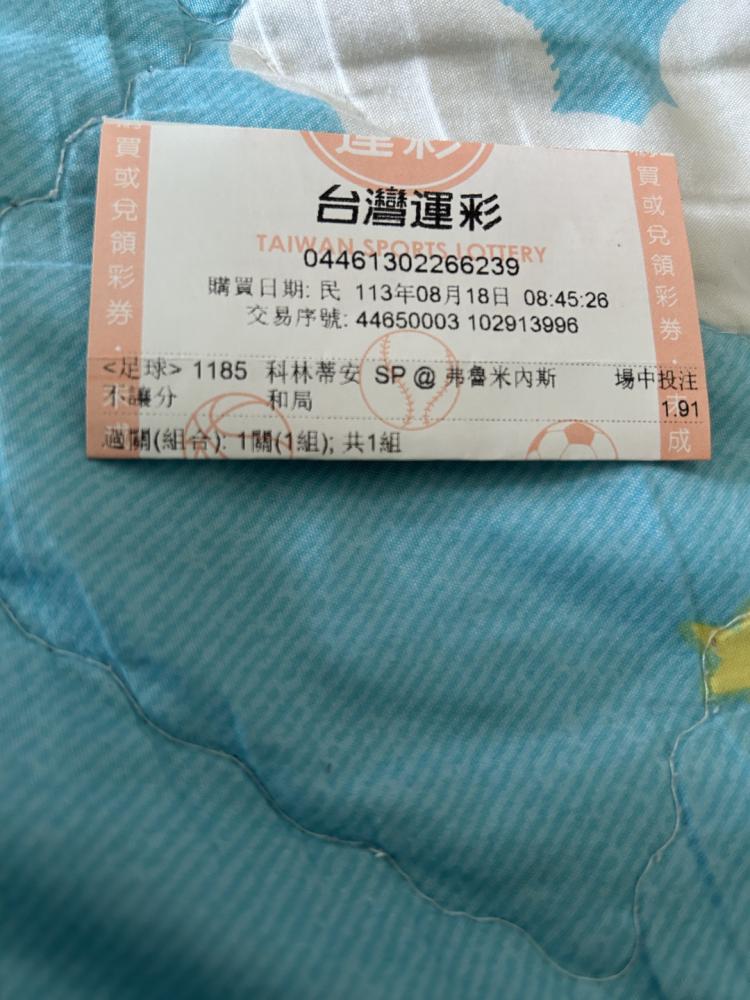 運彩
台灣運彩
TAIWAN SPORTS LOTTERY
04461302266239
購買日期: 民 113年08月18日 08:45:26
交易序號: 44650003 102913996
<足球> 1185 科林蒂安 SP @ 弗魯米內斯 場中投注
不讓分 和局 1.91
過關(組合): 1關(1組); 共1組
買或兌領彩券
買或兌領彩券・未成